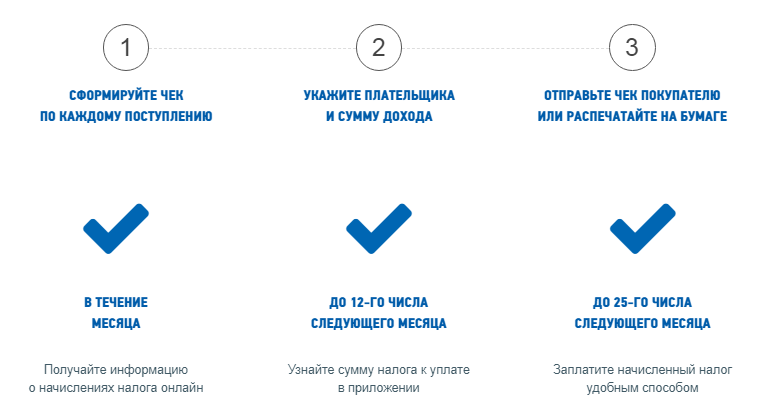 1
2
3
СФОРМИРУЙТЕ ЧЕК
ПО КАЖДОМУ ПОСТУПЛЕНИЮ
УКАЖИТЕ ПЛАТЕЛЬЩИКА
И СУММУ ДОХОДА
ОТПРАВЬТЕ ЧЕК ПОКУПАТЕЛЮ
ИЛИ РАСПЕЧАТАЙТЕ НА БУМАГЕ
В ТЕЧЕНИЕ
МЕСЯЦА
ДО 12-ГО ЧИСЛА
СЛЕДУЮЩЕГО МЕСЯЦА
ДО 25-ГО ЧИСЛА
СЛЕДУЮЩЕГО МЕСЯЦА
Получайте информацию
о начислениях налога онлайн
Узнайте сумму налога к уплате
в приложении
Заплатите начисленный налог
удобным способом